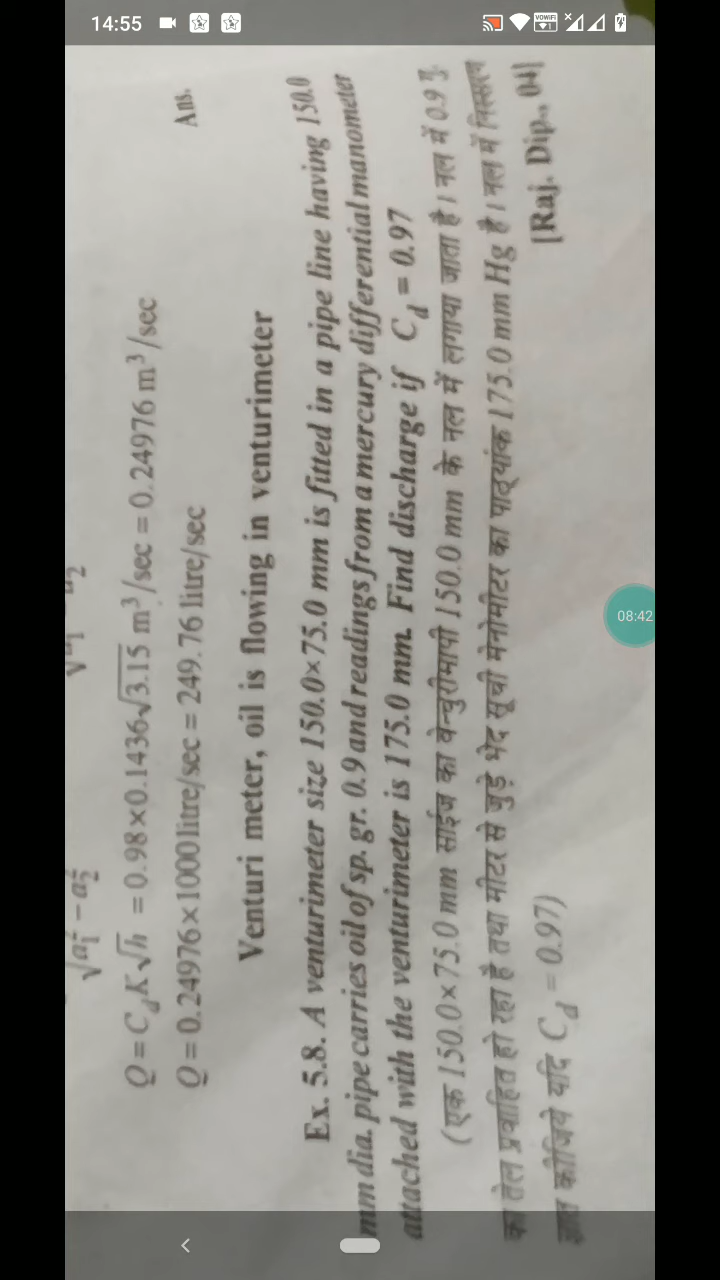 14:55
VOWIFI
√a₁² − a₂²
Q = C_d K√h = 0.98×0.1436√3.15 m³/sec = 0.24976 m³/sec
Q = 0.24976×1000 litre/sec = 249.76 litre/sec Ans.
Venturi meter, oil is flowing in venturimeter
Ex. 5.8. A venturimeter size 150.0×75.0 mm is fitted in a pipe line having 150.0
mm dia. pipe carries oil of sp. gr. 0.9 and readings from a mercury differential manometer
attached with the venturimeter is 175.0 mm. Find discharge if C_d = 0.97
(एक 150.0×75.0 mm साईज का वेन्चुरीमापी 150.0 mm के नल में लगाया जाता है। नल में 0.9
का तेल प्रवाहित हो रहा है तथा मीटर से जुड़े भेद सूची मेनोमीटर का पाठ्यांक 175.0 mm Hg है। नल में निस्सरण
ज्ञात कीजिये यदि C_d = 0.97) [Raj. Dip., 04]
08:42